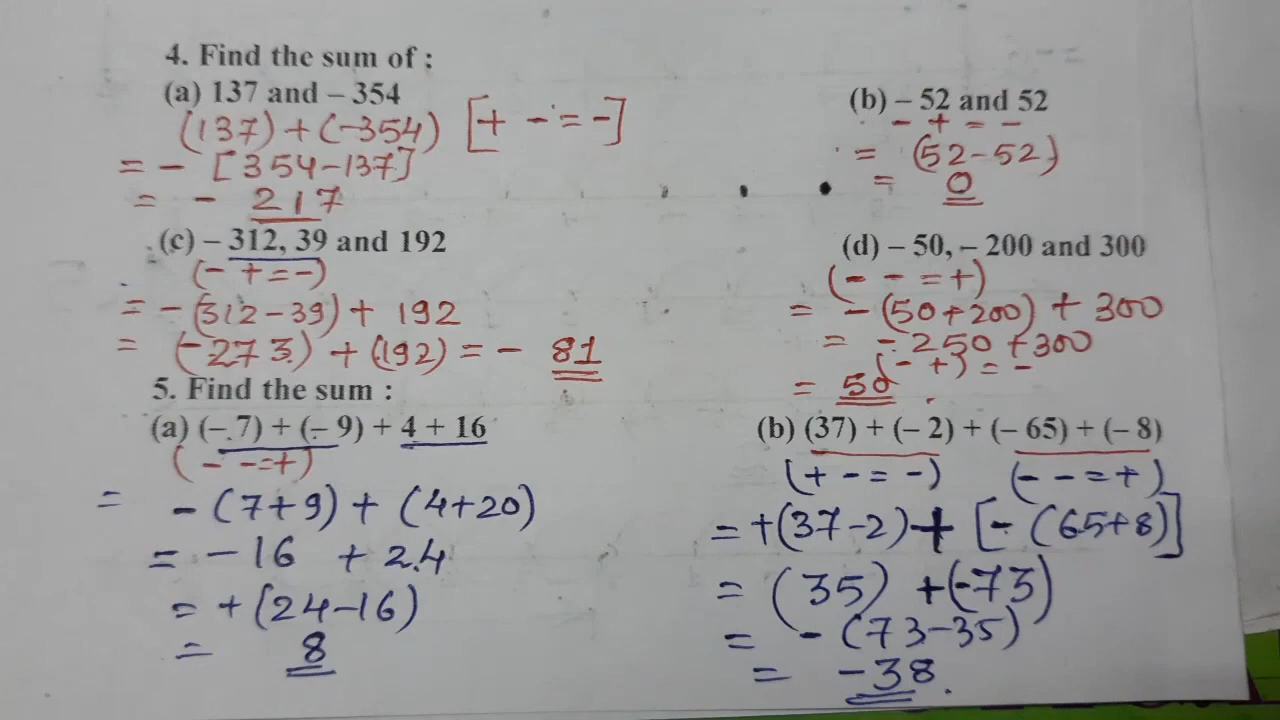 4. Find the sum of :
(a) 137 and – 354
(137) + (-354) [+ - = -]
= - [354-137]
= - 217
(b) – 52 and 52
- + = -
= (52-52)
= 0
(c) – 312, 39 and 192
(- + = -)
= -(312-39) + 192
= (-273) + (192) = - 81
(d) – 50, – 200 and 300
(- - = +)
= -(50+200) + 300
= -250 +300
(- +) = -
= 50
5. Find the sum :
(a) (– 7) + (– 9) + 4 + 16
(- - = +)
= -(7+9) + (4+20)
= -16 + 24
= +(24-16)
= 8
(b) (37) + (– 2) + (– 65) + (– 8)
(+ - = -) (- - = +)
= +(37-2) + [-(65+8)]
= (35) + (-73)
= -(73-35)
= -38.